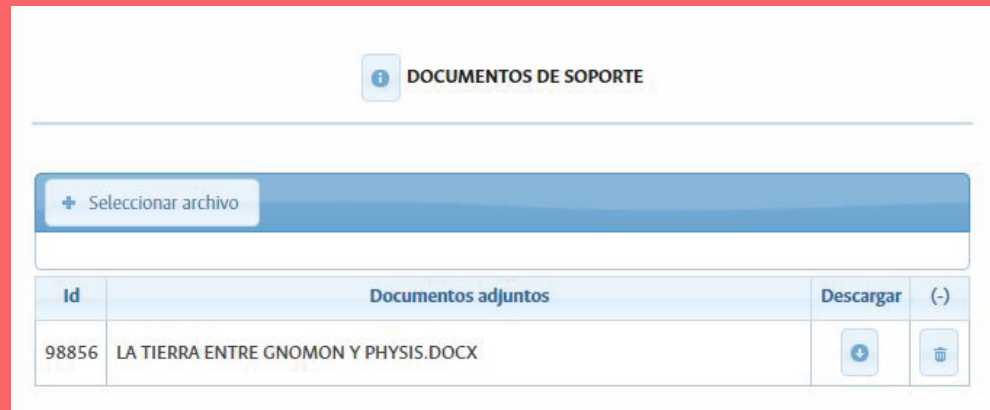 DOCUMENTOS DE SOPORTE
+ Seleccionar archivo
Id Documentos adjuntos Descargar (-)
98856 LA TIERRA ENTRE GNOMON Y PHYSIS.DOCX